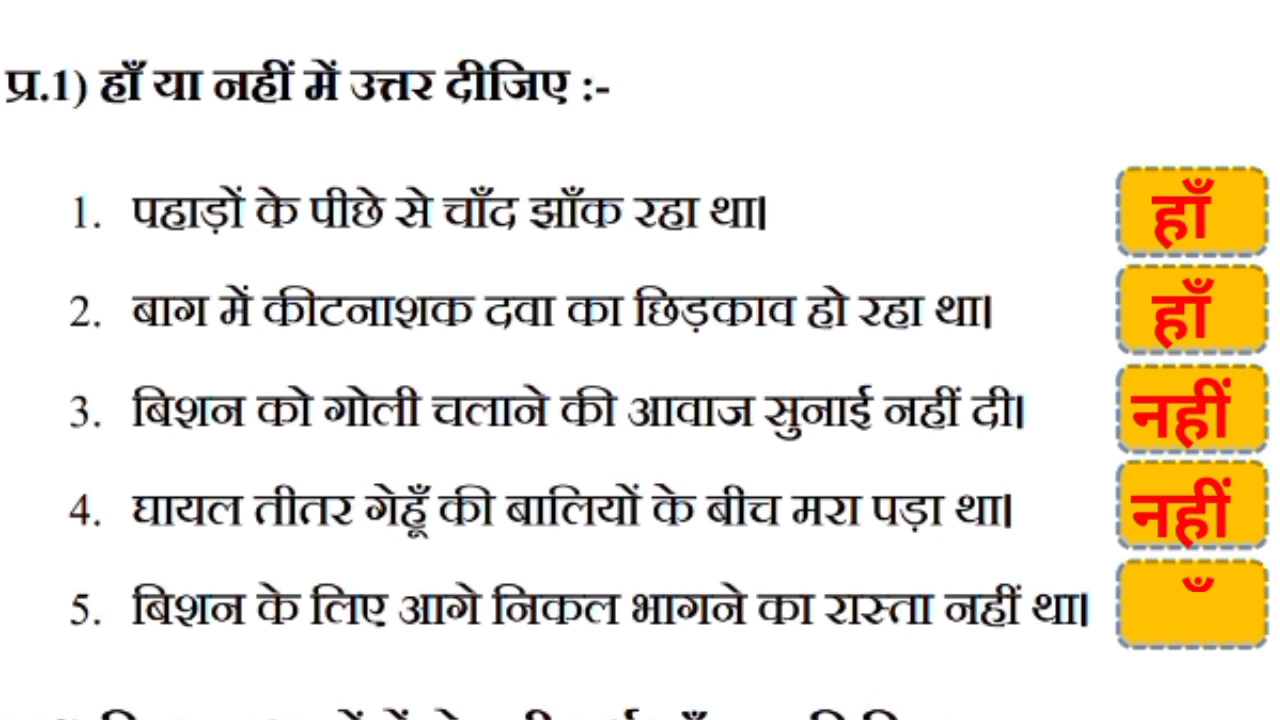 प्र.1) हाँ या नहीं में उत्तर दीजिए :-
1. पहाड़ों के पीछे से चाँद झाँक रहा था। हाँ
2. बाग में कीटनाशक दवा का छिड़काव हो रहा था। हाँ
3. बिशन को गोली चलाने की आवाज सुनाई नहीं दी। नहीं
4. घायल तीतर गेहूँ की बालियों के बीच मरा पड़ा था। नहीं
5. बिशन के लिए आगे निकल भागने का रास्ता नहीं था।